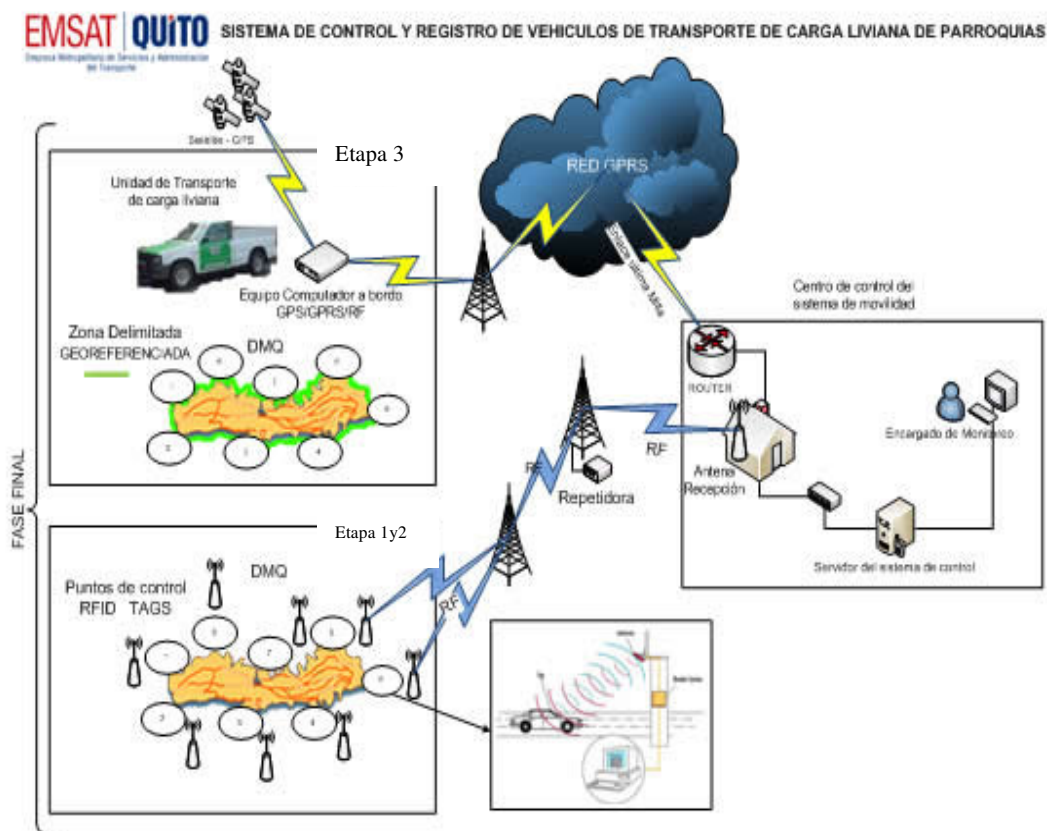 EMSAT QUITO
SISTEMA DE CONTROL Y REGISTRO DE VEHICULOS DE TRANSPORTE DE CARGA LIVIANA DE PARROQUIAS
Empresa Metropolitana de Servicios y Administración
del Transporte
GPS
Etapa 3
Unidad de Transporte
de carga liviana
RED GPRS
Enlace última Milla
Equipo Computador a bordo
GPS/GPRS/RF
Centro de control del
sistema de movilidad
Zona Delimitada
GEOREFERENCIADA
DMQ
ROUTER
Encargado de Monitoreo
RF
RF
Antena
Recepción
Repetidora
Servidor del sistema de control
FASE FINAL
Etapa 1y2
Puntos de control
RFID TAGS
DMQ
RF